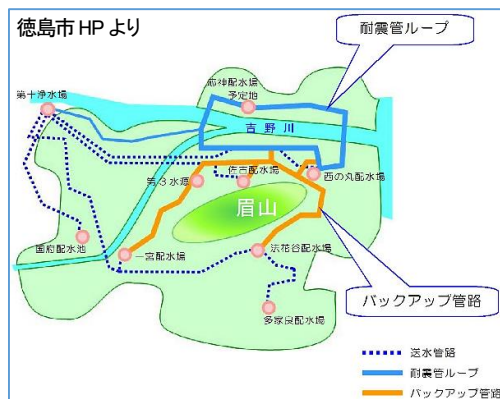 徳島市HPより
耐震管ループ
応神配水場
予定地
第十浄水場
吉野川
佐古配水場
第3水源
西の丸配水場
眉山
国府配水池
一宮配水場
法花谷配水場
バックアップ管路
多家良配水場
送水管路
耐震管ループ
バックアップ管路